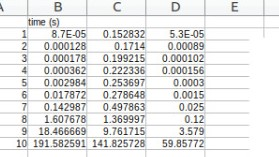 A B C D E
time (s)
1 8.7E-05 0.152832 5.3E-05
2 0.000128 0.1714 0.00089
3 0.000178 0.199215 0.000102
4 0.000362 0.222336 0.000156
5 0.002984 0.253697 0.0003
6 0.017872 0.278648 0.0015
7 0.142987 0.497863 0.025
8 1.607678 1.369997 0.12
9 18.466669 9.761715 3.579
10 191.582591 141.825728 59.85772